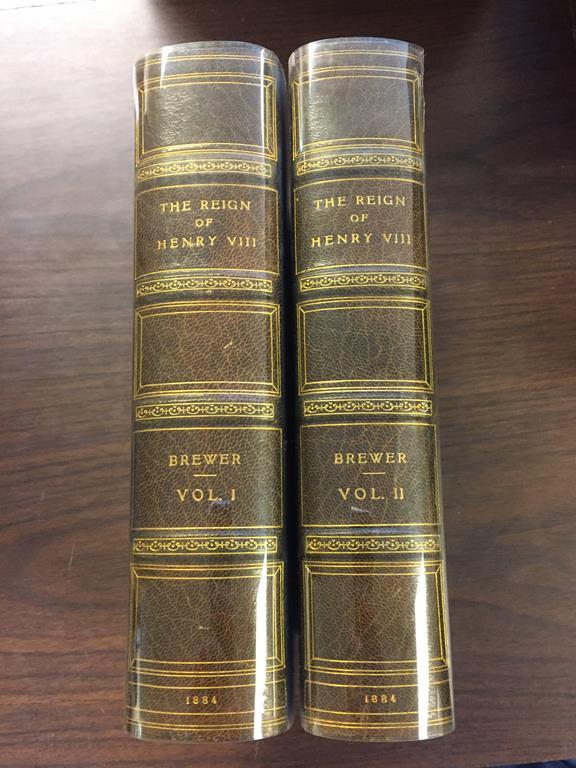 THE REIGN
OF
HENRY VIII
BREWER
VOL. I
1884
THE REIGN
OF
HENRY VIII
BREWER
VOL. II
1884